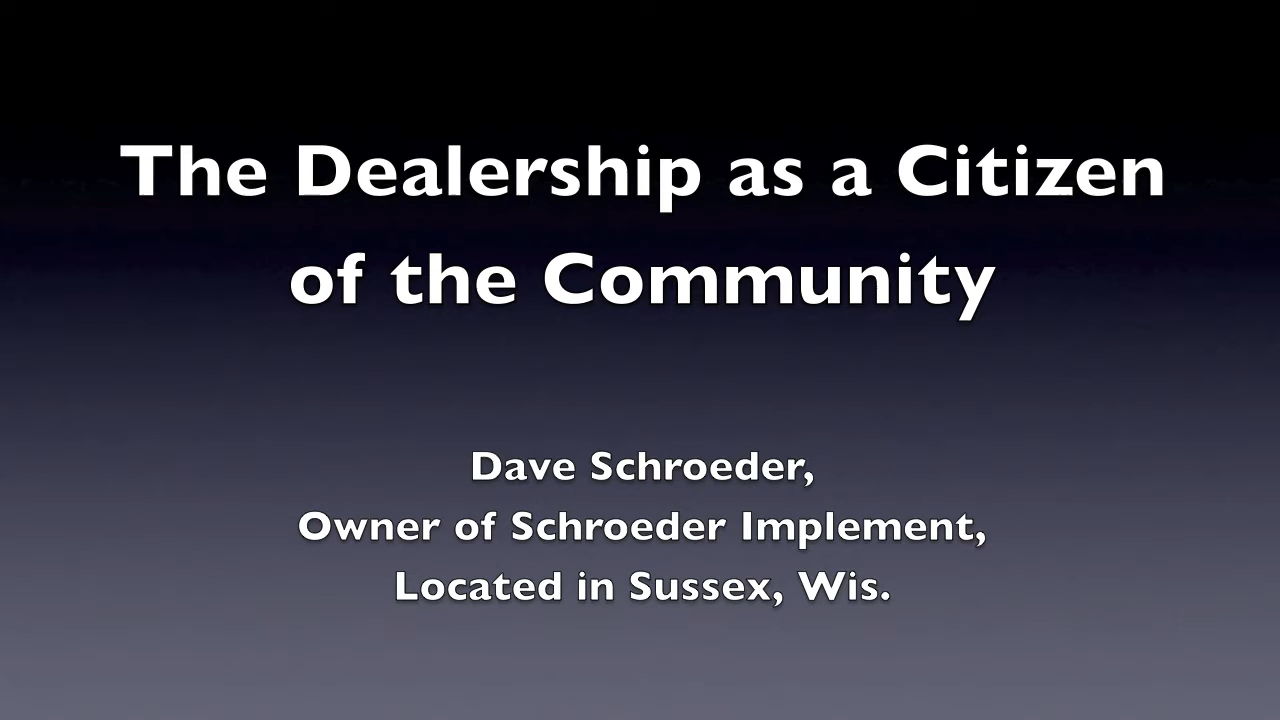 The Dealership as a Citizen
of the Community
Dave Schroeder,
Owner of Schroeder Implement,
Located in Sussex, Wis.